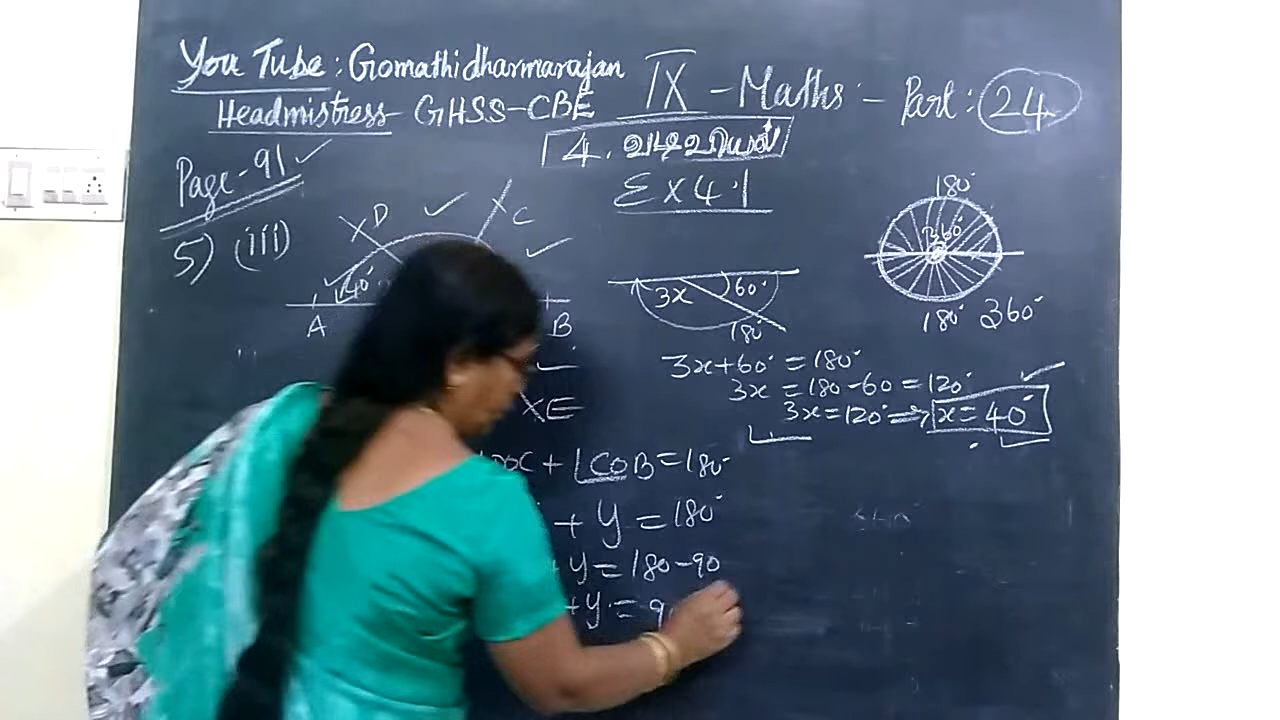 You Tube : Gomathidharmarajan
Headmistress - GHSS-CBE
IX - Maths - Part : 24
4. வடிவியல்
Ex 4.1
Page - 91
5) (iii)
D
C
40°
A
B
E
3x
60°
180°
180°
360°
180° 360°
3x+60° = 180°
3x = 180-60 = 120°
3x = 120° => x = 40°
+ ∠COB = 180°
+ y = 180°
+ y = 180-90
+ y = 9